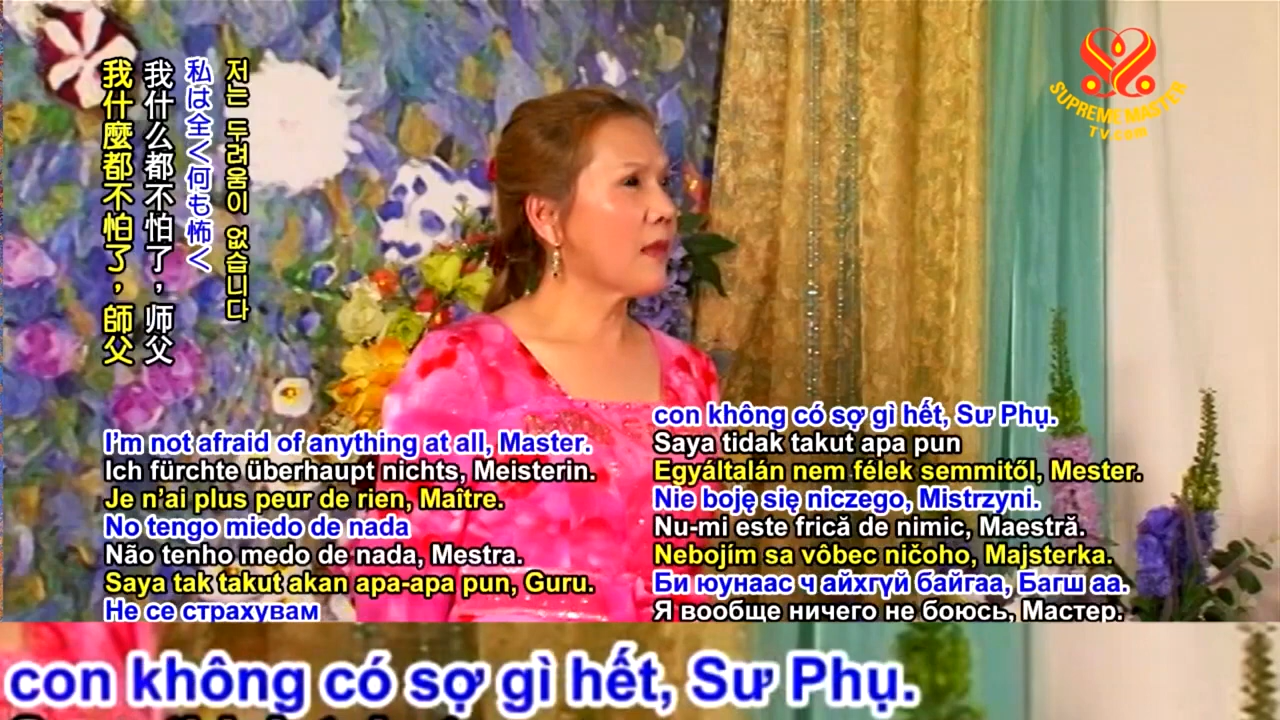 저는 두려움이 없습니다
私は全く何も怖く
我什么都不怕了，师父
我什麼都不怕了，師父
SUPREME MASTER
TV.com
I'm not afraid of anything at all, Master.
Ich fürchte überhaupt nichts, Meisterin.
Je n'ai plus peur de rien, Maître.
No tengo miedo de nada
Não tenho medo de nada, Mestra.
Saya tak takut akan apa-apa pun, Guru.
Не се страхувам
con không có sợ gì hết, Sư Phụ.
Saya tidak takut apa pun
Egyáltalán nem félek semmitől, Mester.
Nie boję się niczego, Mistrzyni.
Nu-mi este frică de nimic, Maestră.
Nebojím sa vôbec ničoho, Majsterka.
Би юунаас ч айхгүй байгаа, Багш аа.
Я вообще ничего не боюсь, Мастер.
con không có sợ gì hết, Sư Phụ.